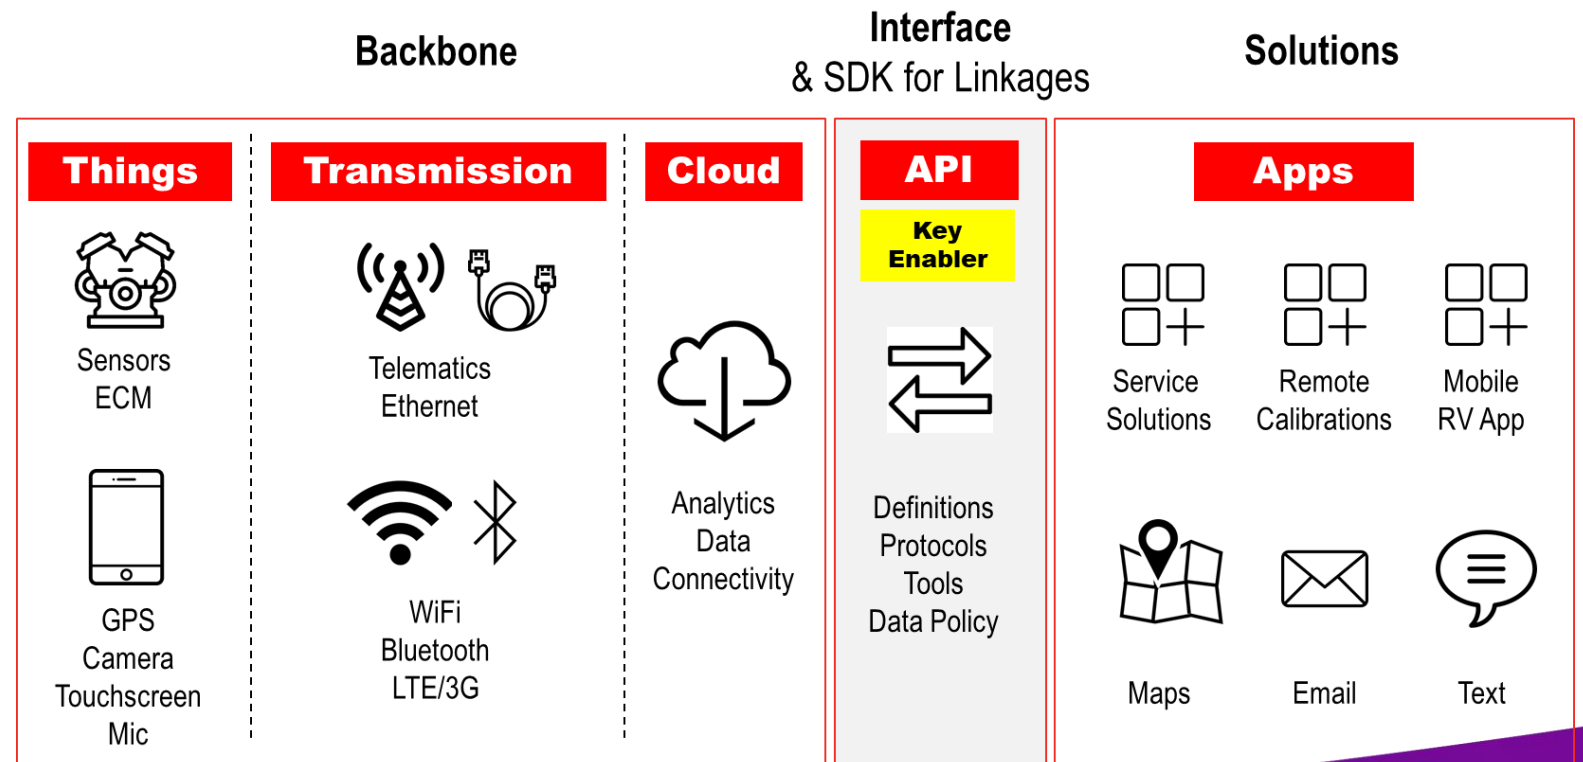 Backbone
Interface
& SDK for Linkages
Solutions
Things
Transmission
Cloud
API
Apps
Key
Enabler
Sensors
ECM
GPS
Camera
Touchscreen
Mic
Telematics
Ethernet
WiFi
Bluetooth
LTE/3G
Analytics
Data
Connectivity
Definitions
Protocols
Tools
Data Policy
Service
Solutions
Remote
Calibrations
Mobile
RV App
Maps
Email
Text